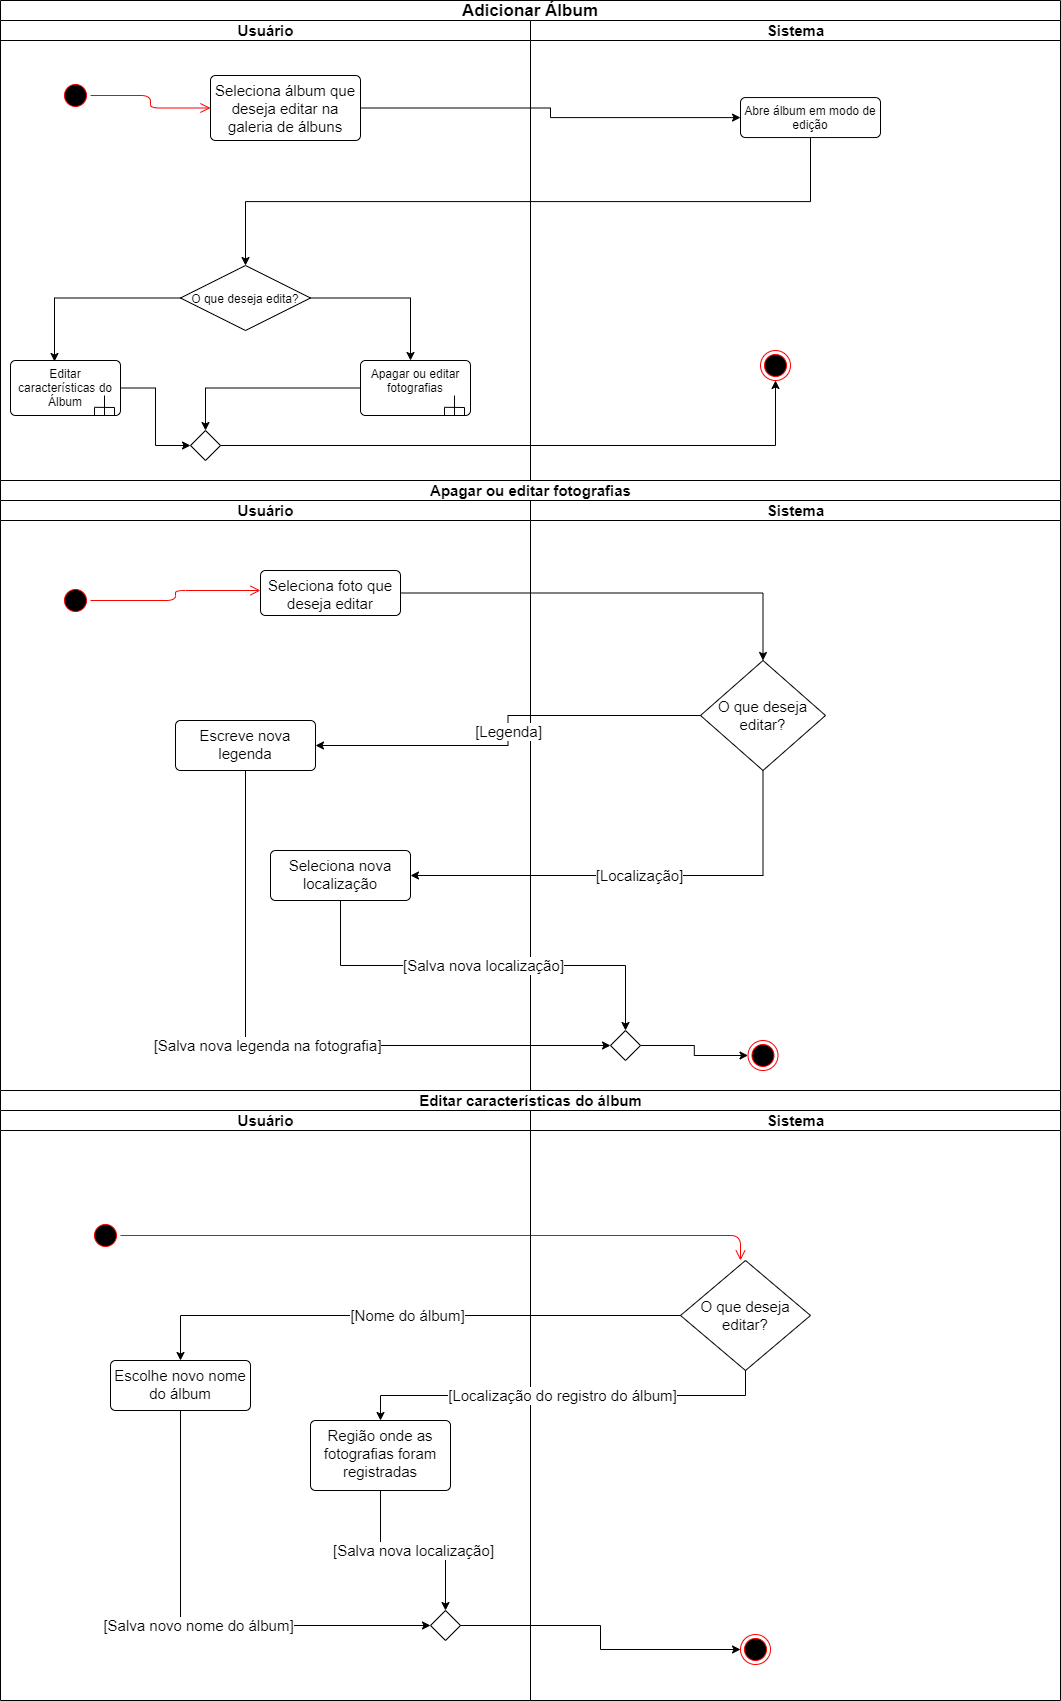 Adicionar Álbum
Usuário
Sistema
Seleciona álbum que
deseja editar na
galeria de álbuns
Abre álbum em modo de
edição
O que deseja edita?
Editar
características do
Álbum
Apagar ou editar
fotografias
Apagar ou editar fotografias
Usuário
Sistema
Seleciona foto que
deseja editar
O que deseja
editar?
[Legenda]
Escreve nova
legenda
Seleciona nova
localização
[Localização]
[Salva nova localização]
[Salva nova legenda na fotografia]
Editar características do álbum
Usuário
Sistema
O que deseja
editar?
[Nome do álbum]
Escolhe novo nome
do álbum
[Localização do registro do álbum]
Região onde as
fotografias foram
registradas
[Salva nova localização]
[Salva novo nome do álbum]